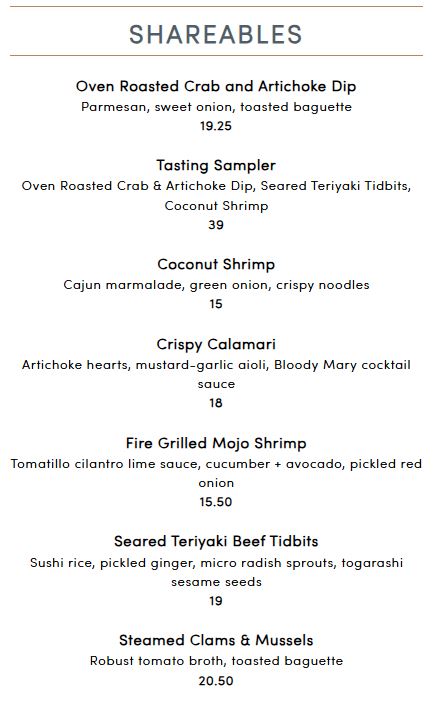 SHAREABLES
Oven Roasted Crab and Artichoke Dip
Parmesan, sweet onion, toasted baguette
19.25
Tasting Sampler
Oven Roasted Crab & Artichoke Dip, Seared Teriyaki Tidbits,
Coconut Shrimp
39
Coconut Shrimp
Cajun marmalade, green onion, crispy noodles
15
Crispy Calamari
Artichoke hearts, mustard-garlic aioli, Bloody Mary cocktail
sauce
18
Fire Grilled Mojo Shrimp
Tomatillo cilantro lime sauce, cucumber + avocado, pickled red
onion
15.50
Seared Teriyaki Beef Tidbits
Sushi rice, pickled ginger, micro radish sprouts, togarashi
sesame seeds
19
Steamed Clams & Mussels
Robust tomato broth, toasted baguette
20.50